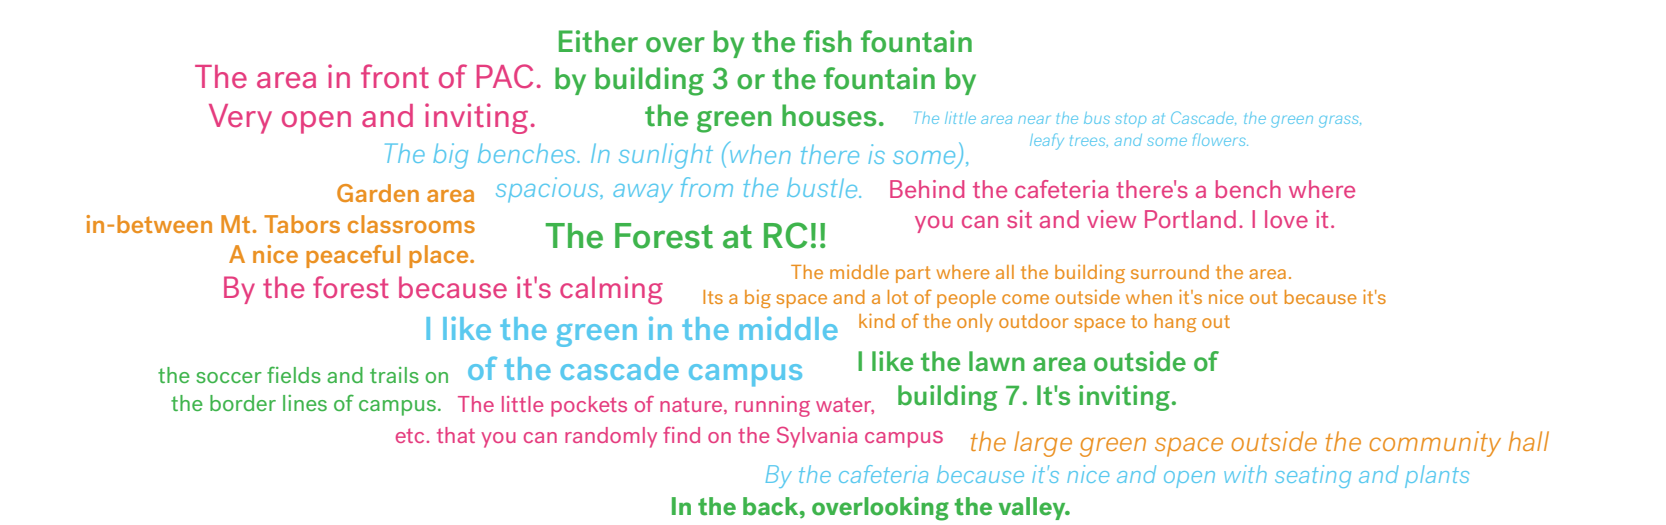 Either over by the fish fountain
by building 3 or the fountain by
the green houses.
The area in front of PAC.
Very open and inviting.
The little area near the bus stop at Cascade, the green grass,
leafy trees, and some flowers.
The big benches. In sunlight (when there is some),
spacious, away from the bustle.
Garden area
in-between Mt. Tabors classrooms
A nice peaceful place.
Behind the cafeteria there's a bench where
you can sit and view Portland. I love it.
The Forest at RC!!
By the forest because it's calming
The middle part where all the building surround the area.
Its a big space and a lot of people come outside when it's nice out because it's
kind of the only outdoor space to hang out
I like the green in the middle
of the cascade campus
I like the lawn area outside of
building 7. It's inviting.
the soccer fields and trails on
the border lines of campus.
The little pockets of nature, running water,
etc. that you can randomly find on the Sylvania campus
the large green space outside the community hall
By the cafeteria because it's nice and open with seating and plants
In the back, overlooking the valley.